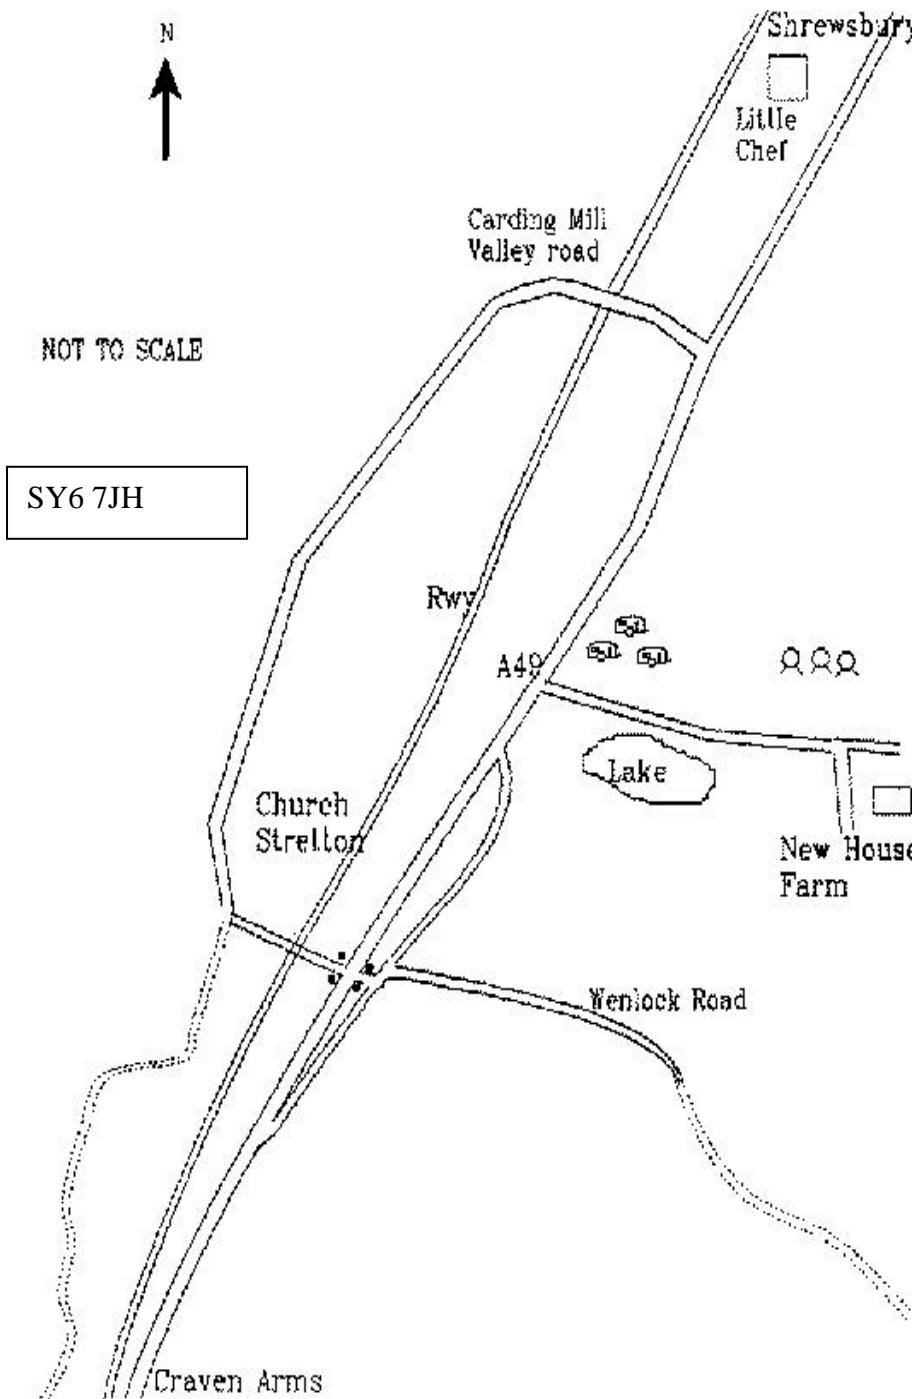 N
Shrewsbury
Little
Chef
Carding Mill
Valley road
NOT TO SCALE
SY6 7JH
Rwy
A49
Lake
Church
Stretton
New House
Farm
Wenlock Road
Craven Arms